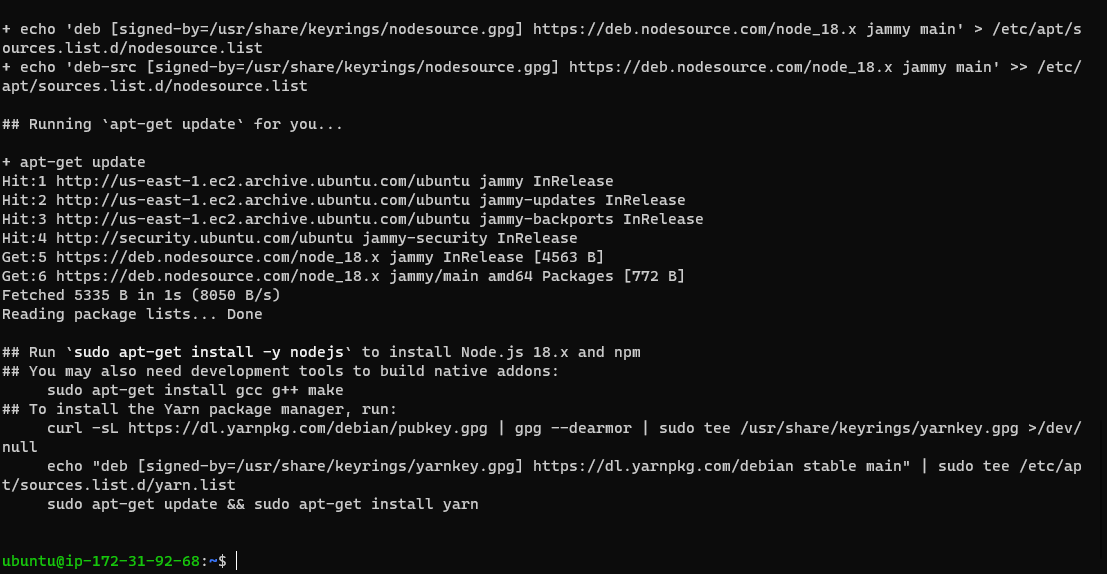 + echo 'deb [signed-by=/usr/share/keyrings/nodesource.gpg] https://deb.nodesource.com/node_18.x jammy main' > /etc/apt/s
ources.list.d/nodesource.list
+ echo 'deb-src [signed-by=/usr/share/keyrings/nodesource.gpg] https://deb.nodesource.com/node_18.x jammy main' >> /etc/
apt/sources.list.d/nodesource.list
## Running `apt-get update` for you...
+ apt-get update
Hit:1 http://us-east-1.ec2.archive.ubuntu.com/ubuntu jammy InRelease
Hit:2 http://us-east-1.ec2.archive.ubuntu.com/ubuntu jammy-updates InRelease
Hit:3 http://us-east-1.ec2.archive.ubuntu.com/ubuntu jammy-backports InRelease
Hit:4 http://security.ubuntu.com/ubuntu jammy-security InRelease
Get:5 https://deb.nodesource.com/node_18.x jammy InRelease [4563 B]
Get:6 https://deb.nodesource.com/node_18.x jammy/main amd64 Packages [772 B]
Fetched 5335 B in 1s (8050 B/s)
Reading package lists... Done
## Run `sudo apt-get install -y nodejs` to install Node.js 18.x and npm
## You may also need development tools to build native addons:
     sudo apt-get install gcc g++ make
## To install the Yarn package manager, run:
     curl -sL https://dl.yarnpkg.com/debian/pubkey.gpg | gpg --dearmor | sudo tee /usr/share/keyrings/yarnkey.gpg >/dev/
null
     echo "deb [signed-by=/usr/share/keyrings/yarnkey.gpg] https://dl.yarnpkg.com/debian stable main" | sudo tee /etc/ap
t/sources.list.d/yarn.list
     sudo apt-get update && sudo apt-get install yarn
ubuntu@ip-172-31-92-68:~$